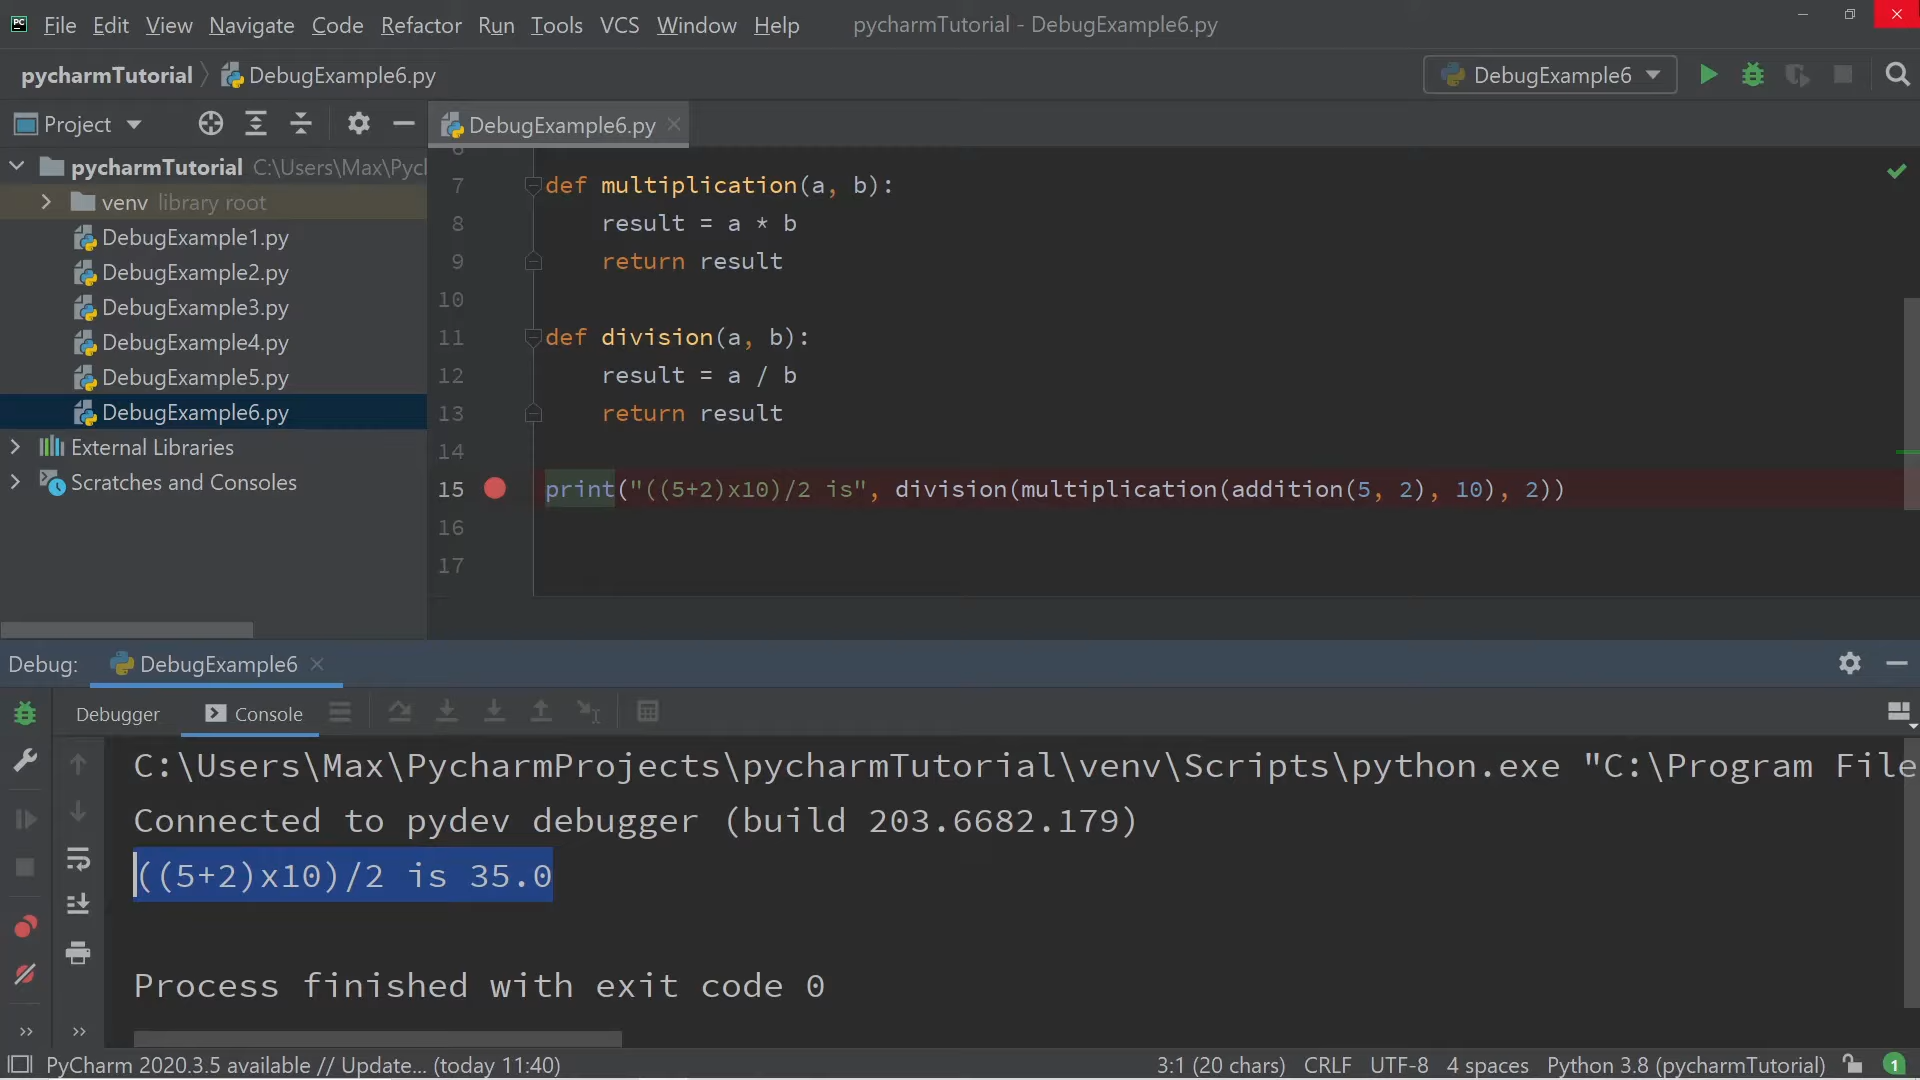 File Edit View Navigate Code Refactor Run Tools VCS Window Help pycharmTutorial - DebugExample6.py
pycharmTutorial DebugExample6.py DebugExample6
Project DebugExample6.py
pycharmTutorial C:\Users\Max\Pycl
venv library root
DebugExample1.py
DebugExample2.py
DebugExample3.py
DebugExample4.py
DebugExample5.py
DebugExample6.py
External Libraries
Scratches and Consoles
6
7 def multiplication(a, b):
8 result = a * b
9 return result
10
11 def division(a, b):
12 result = a / b
13 return result
14
15 print("((5+2)x10)/2 is", division(multiplication(addition(5, 2), 10), 2))
16
17
Debug: DebugExample6
Debugger Console
C:\Users\Max\PycharmProjects\pycharmTutorial\venv\Scripts\python.exe "C:\Program File
Connected to pydev debugger (build 203.6682.179)
((5+2)x10)/2 is 35.0
Process finished with exit code 0
PyCharm 2020.3.5 available // Update... (today 11:40) 3:1 (20 chars) CRLF UTF-8 4 spaces Python 3.8 (pycharmTutorial) 1